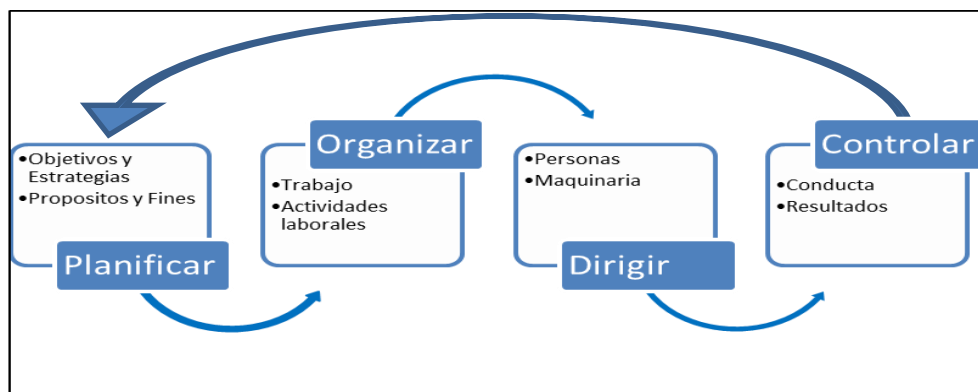 •Objetivos y
Estrategias
•Propositos y Fines
Planificar
Organizar
•Trabajo
•Actividades
laborales
•Personas
•Maquinaria
Dirigir
Controlar
•Conducta
•Resultados